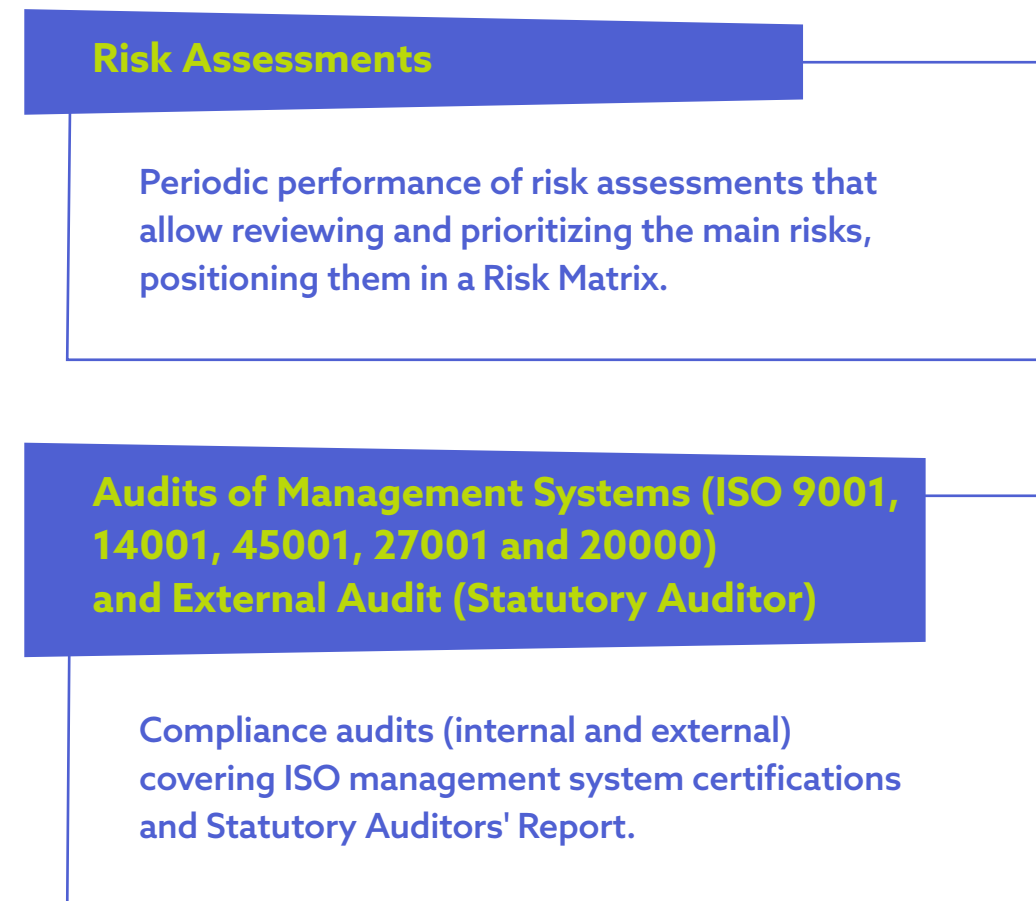 Risk Assessments
Periodic performance of risk assessments that
allow reviewing and prioritizing the main risks,
positioning them in a Risk Matrix.
Audits of Management Systems (ISO 9001,
14001, 45001, 27001 and 20000)
and External Audit (Statutory Auditor)
Compliance audits (internal and external)
covering ISO management system certifications
and Statutory Auditors' Report.